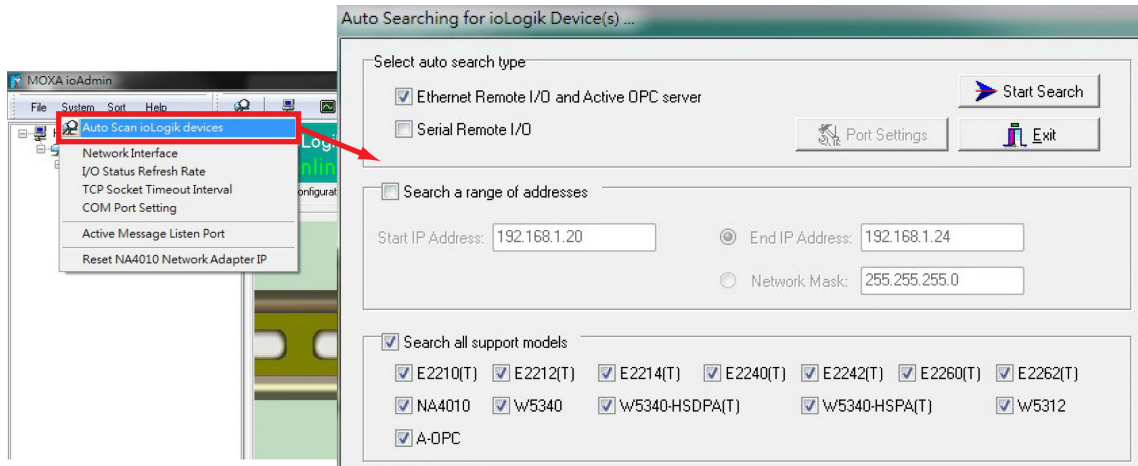 Auto Searching for ioLogik Device(s) ...
Select auto search type
Ethernet Remote I/O and Active OPC server
Start Search
Serial Remote I/O
Port Settings
Exit
MOXA ioAdmin
File System Sort Help
Auto Scan ioLogik devices
Network Interface
I/O Status Refresh Rate
TCP Socket Timeout Interval
COM Port Setting
Active Message Listen Port
Reset NA4010 Network Adapter IP
Search a range of addresses
Start IP Address: 192.168.1.20
End IP Address: 192.168.1.24
Network Mask: 255.255.255.0
Search all support models
E2210(T) E2212(T) E2214(T) E2240(T) E2242(T) E2260(T) E2262(T)
NA4010 W5340 W5340-HSDPA(T) W5340-HSPA(T) W5312
A-OPC